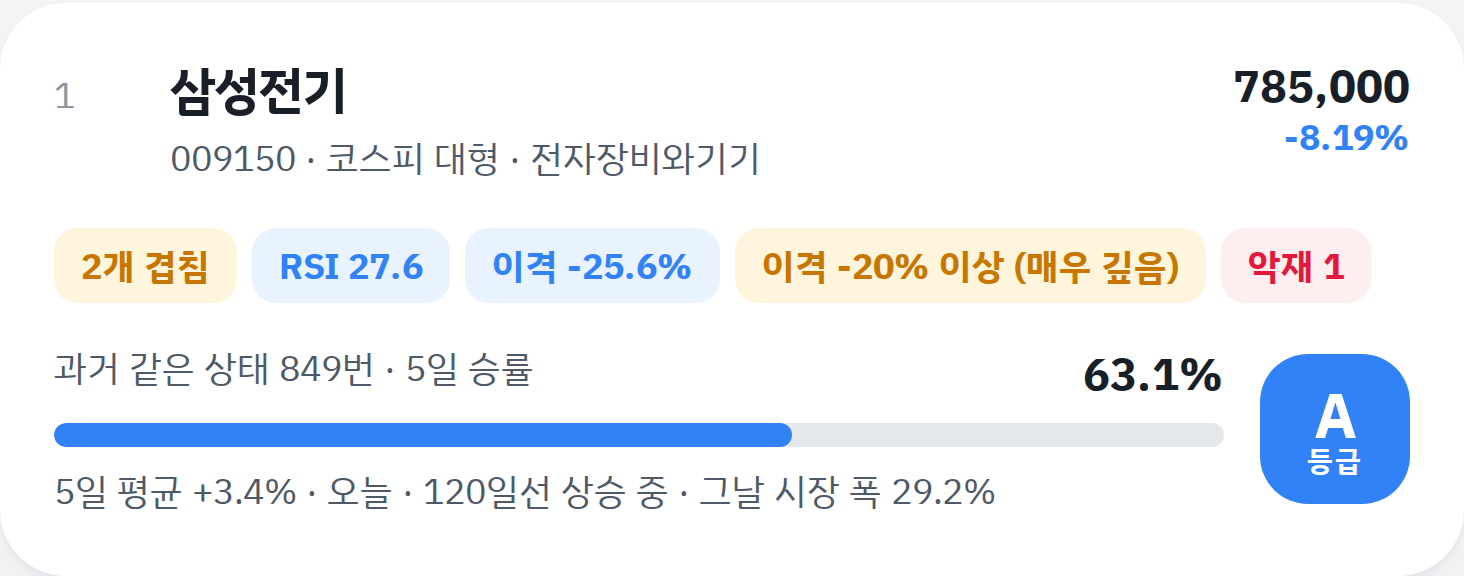 1 삼성전기 785,000
-8.19%
009150 · 코스피 대형 · 전자장비와기기
2개 겹침 RSI 27.6 이격 -25.6% 이격 -20% 이상 (매우 깊음) 악재 1
과거 같은 상태 849번 · 5일 승률 63.1%
A
등급
5일 평균 +3.4% · 오늘 · 120일선 상승 중 · 그날 시장 폭 29.2%